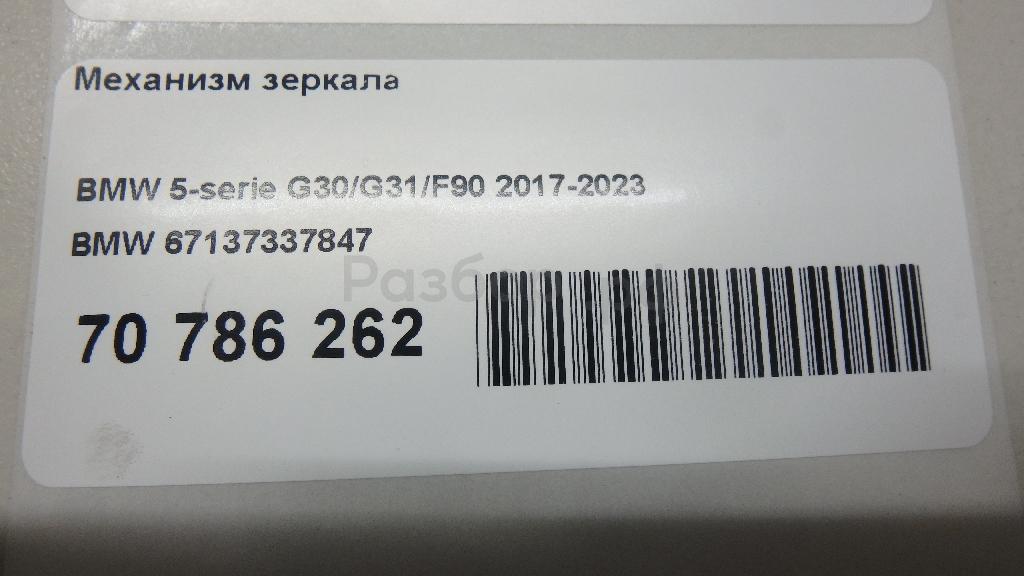 Механизм зеркала
BMW 5-serie G30/G31/F90 2017-2023
BMW 67137337847
70 786 262